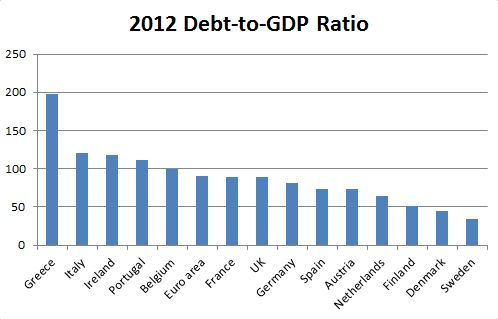 2012 Debt-to-GDP Ratio
250
200
150
100
50
0
Greece
Italy
Ireland
Portugal
Belgium
Euro area
France
UK
Germany
Spain
Austria
Netherlands
Finland
Denmark
Sweden